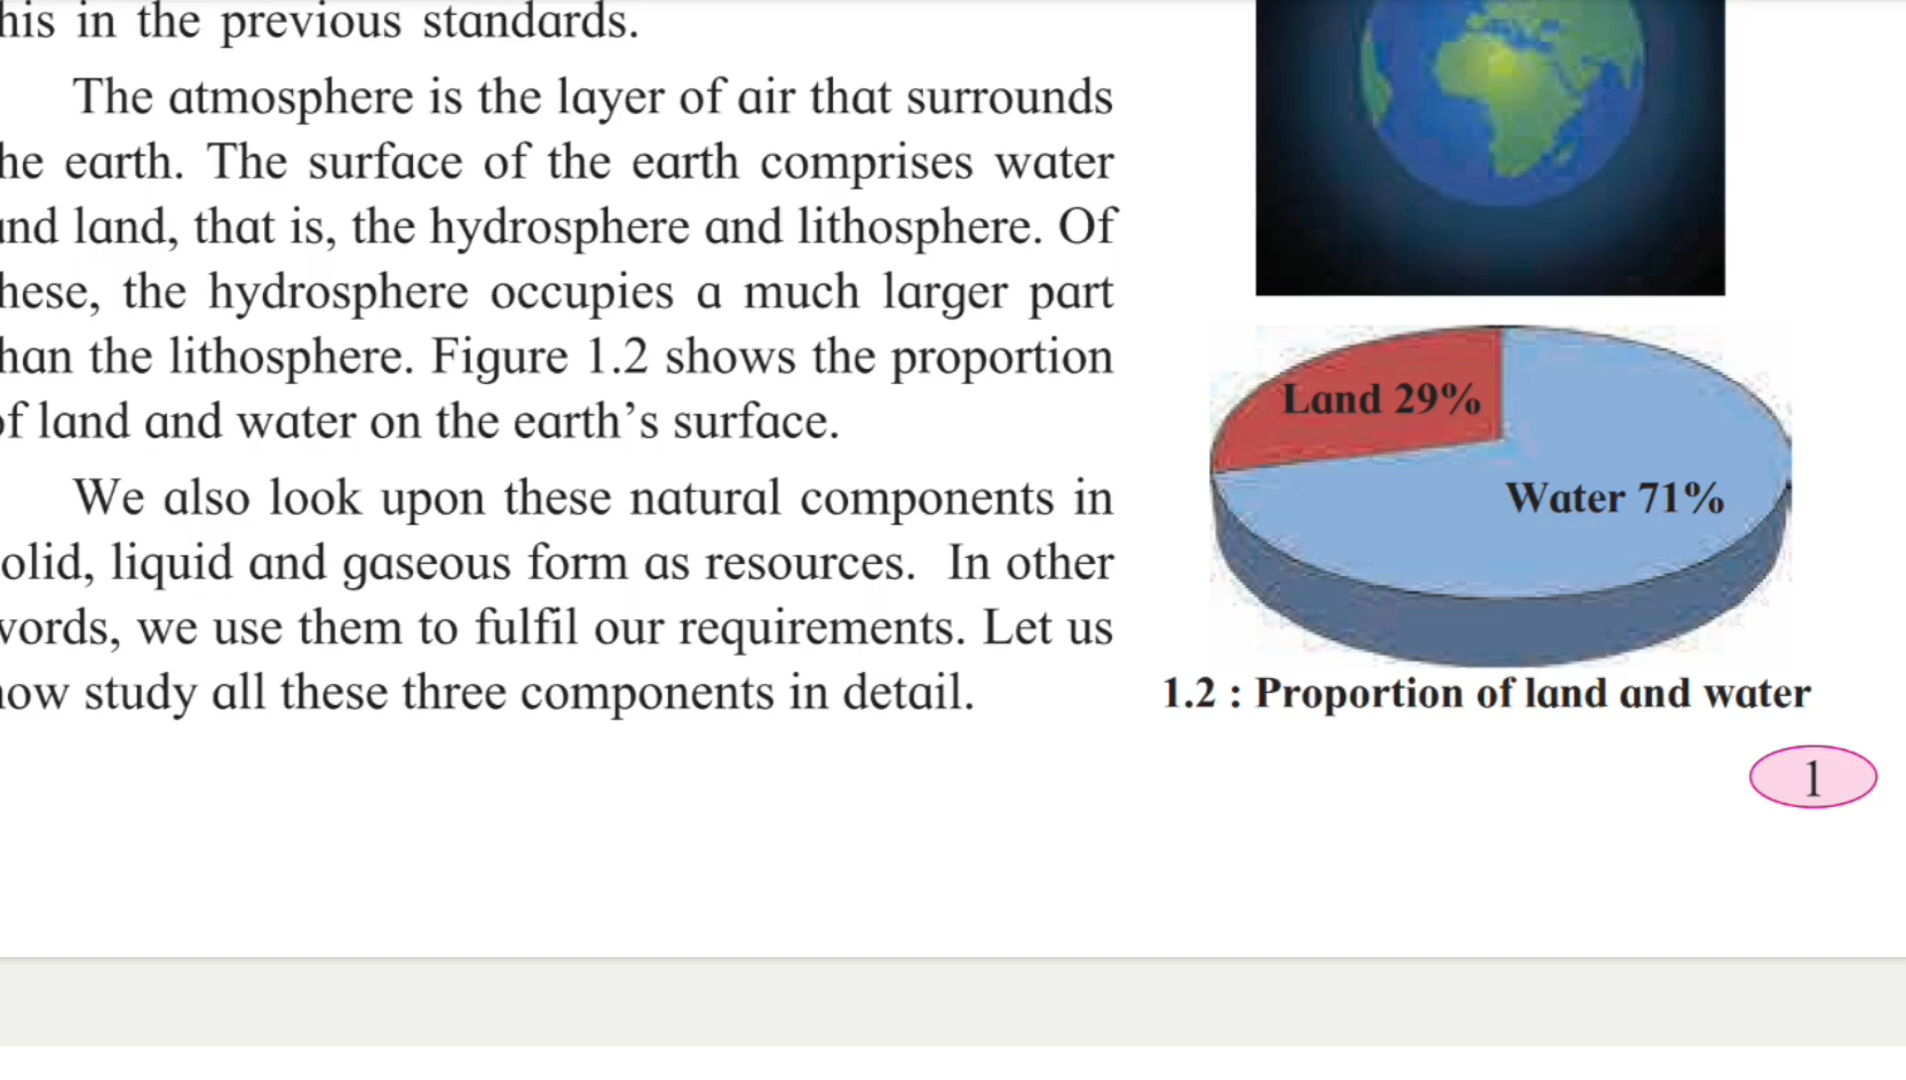 his in the previous standards.
The atmosphere is the layer of air that surrounds
he earth. The surface of the earth comprises water
nd land, that is, the hydrosphere and lithosphere. Of
hese, the hydrosphere occupies a much larger part
han the lithosphere. Figure 1.2 shows the proportion
of land and water on the earth's surface.
We also look upon these natural components in
olid, liquid and gaseous form as resources. In other
words, we use them to fulfil our requirements. Let us
now study all these three components in detail.
Land 29%
Water 71%
1.2 : Proportion of land and water
1